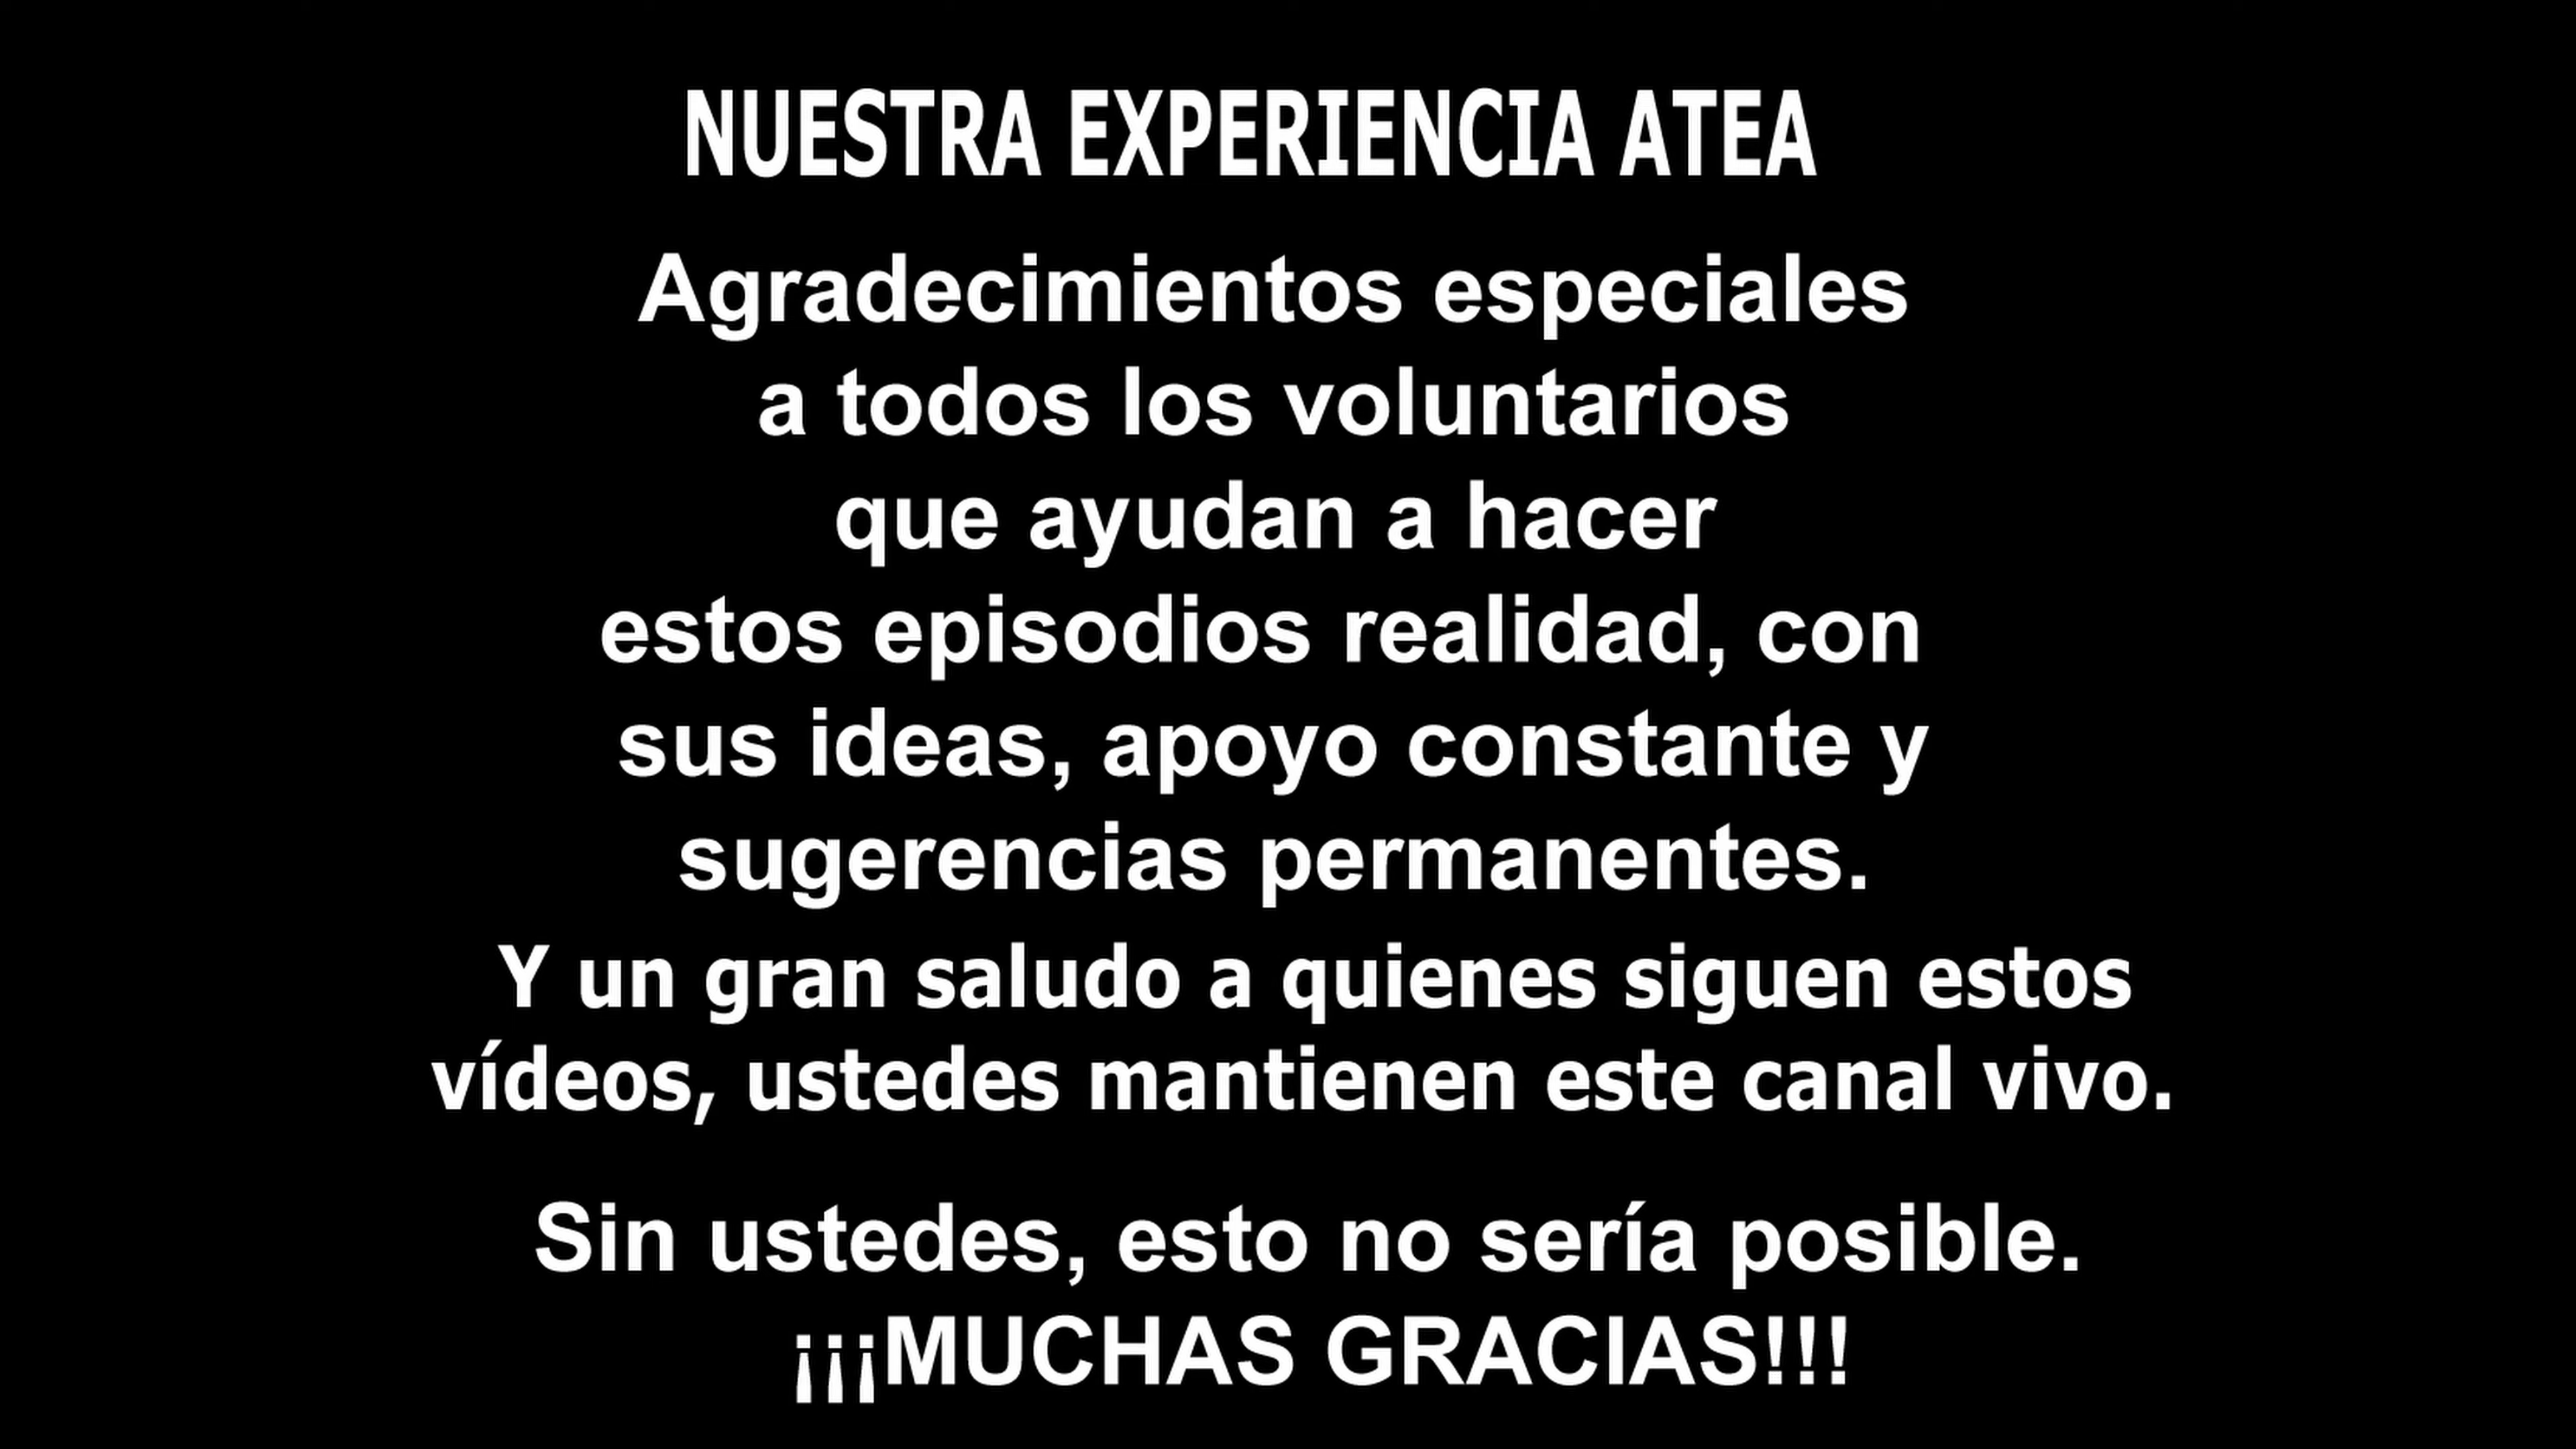 NUESTRA EXPERIENCIA ATEA
Agradecimientos especiales
a todos los voluntarios
que ayudan a hacer
estos episodios realidad, con
sus ideas, apoyo constante y
sugerencias permanentes.
Y un gran saludo a quienes siguen estos
vídeos, ustedes mantienen este canal vivo.
Sin ustedes, esto no sería posible.
¡¡¡MUCHAS GRACIAS!!!